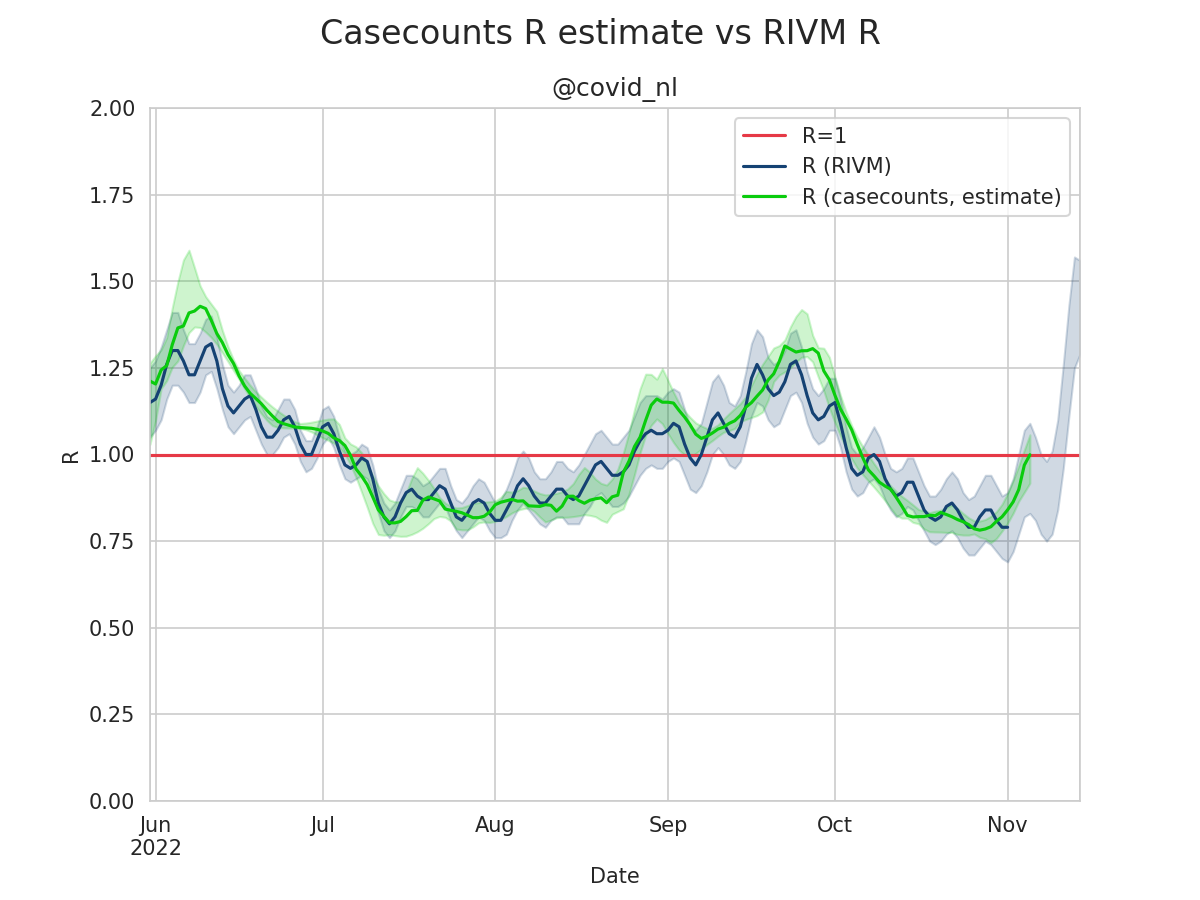 Casecounts R estimate vs RIVM R
@covid_nl
2.00
R=1
R (RIVM)
R (casecounts, estimate)
1.75
1.50
1.25
1.00
0.75
0.50
0.25
0.00
R
Jun
2022
Jul
Aug
Sep
Oct
Nov
Date